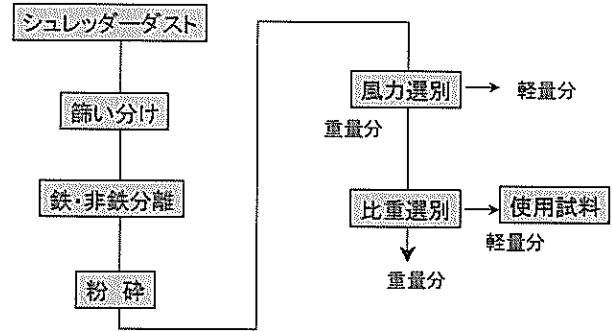 シュレッダーダスト
篩い分け
鉄・非鉄分離
粉 砕
風力選別
軽量分
重量分
比重選別
使用試料
軽量分
重量分